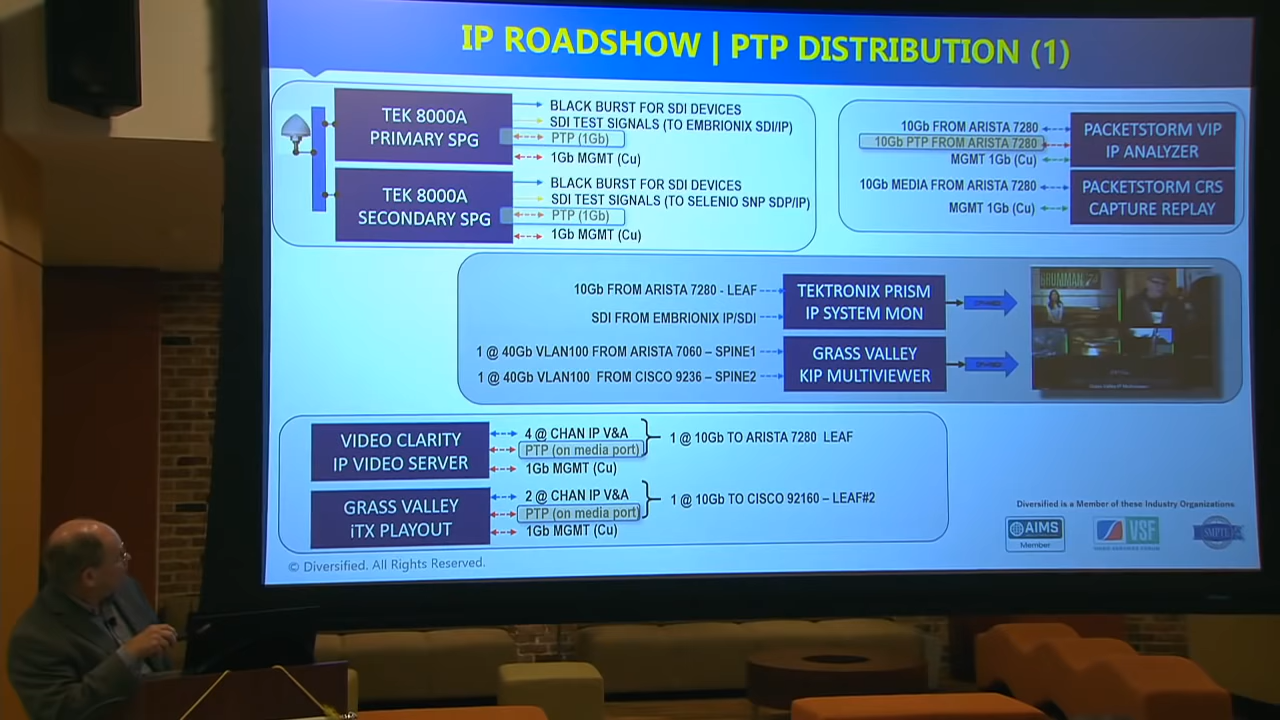 IP ROADSHOW | PTP DISTRIBUTION (1)
TEK 8000A
PRIMARY SPG
BLACK BURST FOR SDI DEVICES
SDI TEST SIGNALS (TO EMBRIONIX SDI/IP)
PTP (1Gb)
1Gb MGMT (Cu)
TEK 8000A
SECONDARY SPG
BLACK BURST FOR SDI DEVICES
SDI TEST SIGNALS (TO SELENIO SNP SDP/IP)
PTP (1Gb)
1Gb MGMT (Cu)
10Gb FROM ARISTA 7280
10Gb PTP FROM ARISTA 7280
MGMT 1Gb (Cu)
PACKETSTORM VIP
IP ANALYZER
10Gb MEDIA FROM ARISTA 7280
MGMT 1Gb (Cu)
PACKETSTORM CRS
CAPTURE REPLAY
10Gb FROM ARISTA 7280 - LEAF
SDI FROM EMBRIONIX IP/SDI
TEKTRONIX PRISM
IP SYSTEM MON
1 @ 40Gb VLAN100 FROM ARISTA 7060 – SPINE1
1 @ 40Gb VLAN100 FROM CISCO 9236 – SPINE2
GRASS VALLEY
KIP MULTIVIEWER
VIDEO CLARITY
IP VIDEO SERVER
4 @ CHAN IP V&A
PTP (on media port)
1Gb MGMT (Cu)
1 @ 10Gb TO ARISTA 7280 LEAF
GRASS VALLEY
iTX PLAYOUT
2 @ CHAN IP V&A
PTP (on media port)
1Gb MGMT (Cu)
1 @ 10Gb TO CISCO 92160 – LEAF#2
Diversified is a Member of these Industry Organizations
AIMS
Member
VSF
SMPTE
© Diversified. All Rights Reserved.